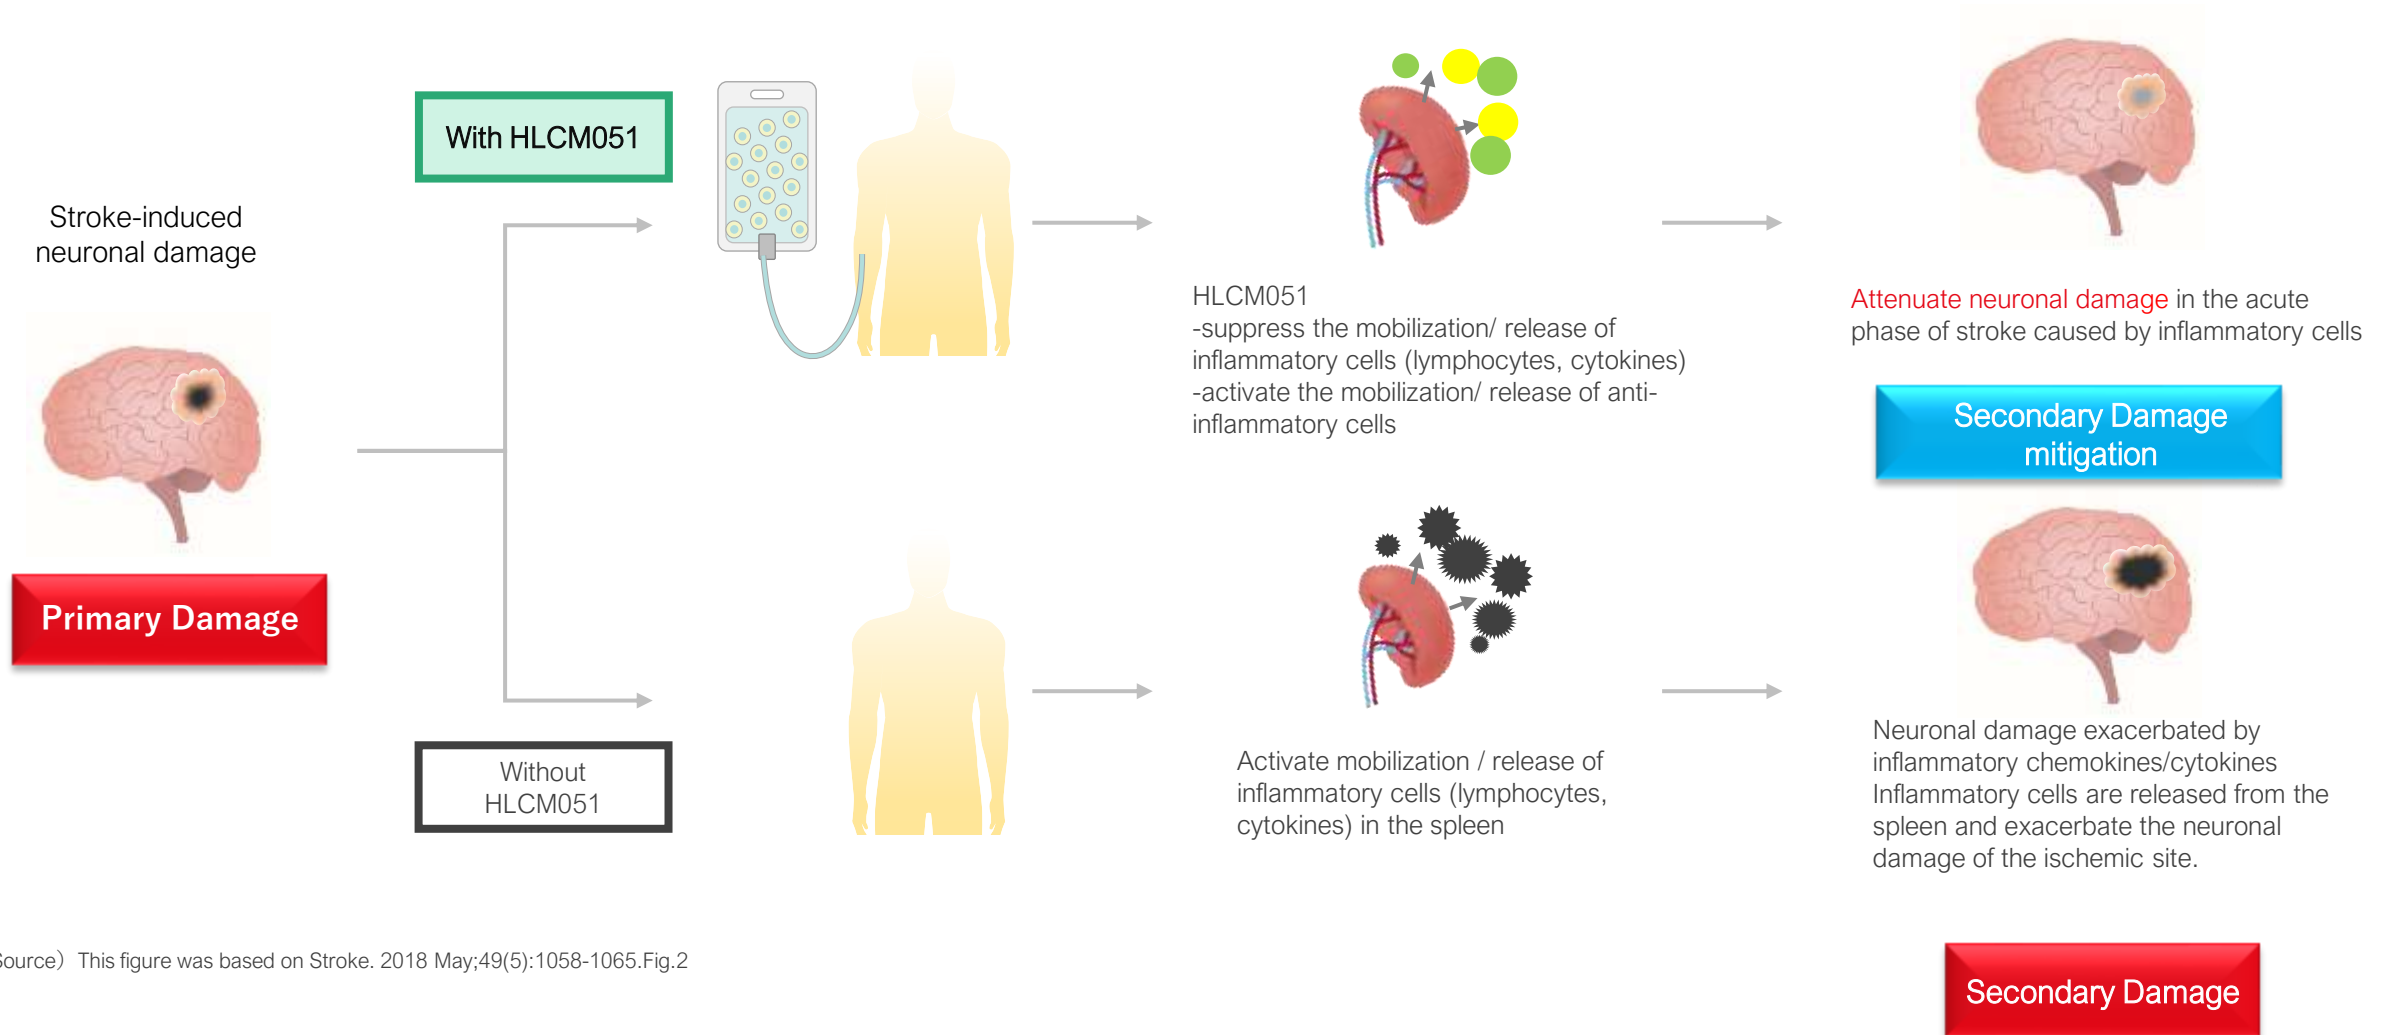 Stroke-induced
neuronal damage
Primary Damage
With HLCM051
Without
HLCM051
HLCM051
-suppress the mobilization/ release of
inflammatory cells (lymphocytes, cytokines)
-activate the mobilization/ release of anti-
inflammatory cells
Attenuate neuronal damage in the acute
phase of stroke caused by inflammatory cells
Secondary Damage
mitigation
Activate mobilization / release of
inflammatory cells (lymphocytes,
cytokines) in the spleen
Neuronal damage exacerbated by
inflammatory chemokines/cytokines
Inflammatory cells are released from the
spleen and exacerbate the neuronal
damage of the ischemic site.
Secondary Damage
Source）This figure was based on Stroke. 2018 May;49(5):1058-1065.Fig.2